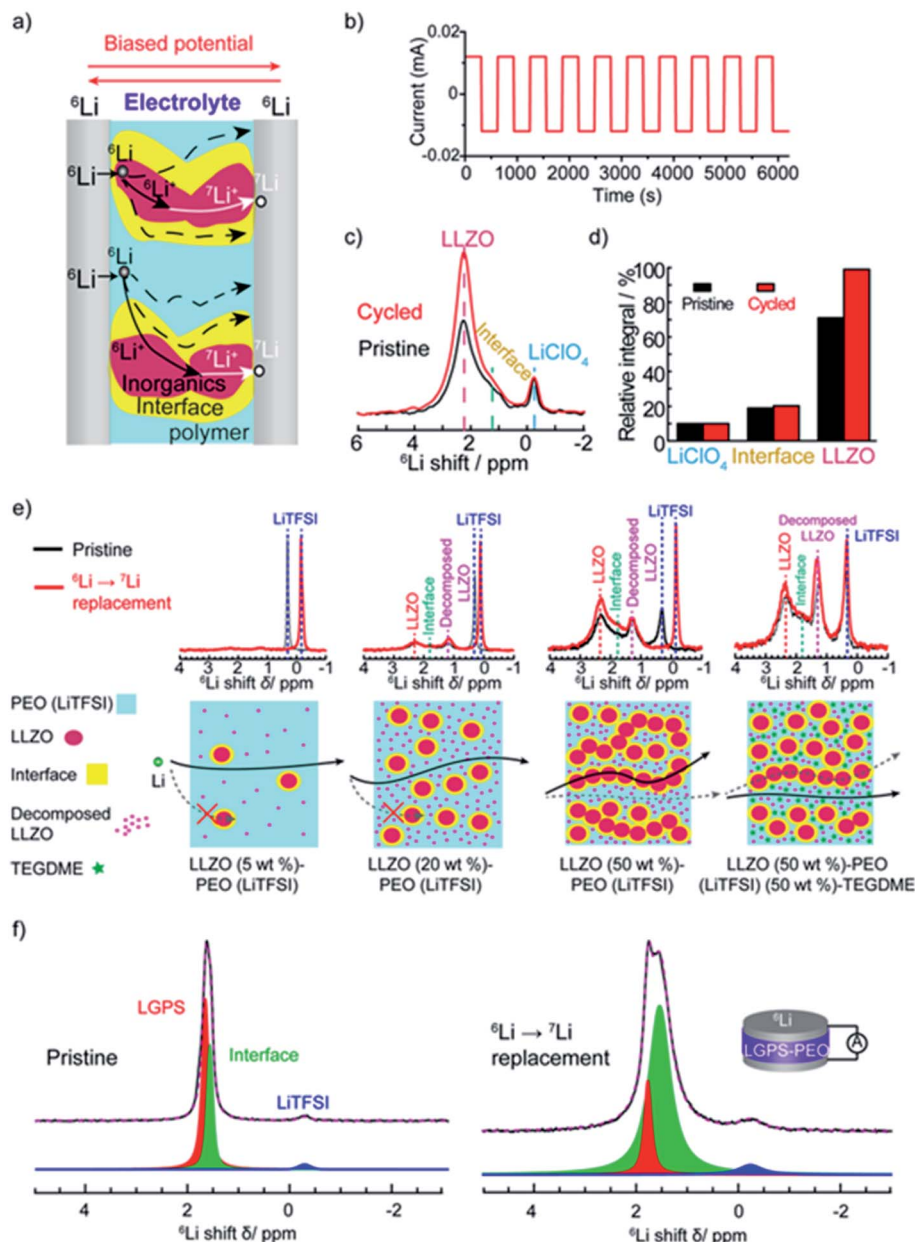 a)
Biased potential
⁶Li Electrolyte ⁶Li
⁶Li
⁶Li
⁶Li⁺
⁷Li⁺
⁷Li
⁶Li
⁶Li
⁶Li⁺
⁷Li⁺
⁷Li
Inorganics
Interface
polymer
b)
Current (mA)
0.02
0
-0.02
0 1000 2000 3000 4000 5000 6000
Time (s)
c)
LLZO
Cycled
Pristine
Interface
LiClO₄
6 4 2 0 -2
⁶Li shift / ppm
d)
Relative integral / %
100
80
60
40
20
0
Pristine
Cycled
LiClO₄ Interface LLZO
e)
Pristine
⁶Li → ⁷Li
replacement
LiTFSI
4 3 2 1 0 -1
⁶Li shift δ/ ppm
LLZO
Interface
Decomposed
LLZO
LiTFSI
4 3 2 1 0 -1
⁶Li shift δ/ ppm
LLZO
Interface
Decomposed
LLZO
LiTFSI
4 3 2 1 0 -1
⁶Li shift δ/ ppm
LLZO
Interface
Decomposed
LLZO
LiTFSI
4 3 2 1 0 -1
⁶Li shift δ/ ppm
PEO (LiTFSI)
LLZO
Interface
Decomposed
LLZO
TEGDME
Li
LLZO (5 wt %)-
PEO (LiTFSI)
LLZO (20 wt %)-
PEO (LiTFSI)
LLZO (50 wt %)-
PEO (LiTFSI)
LLZO (50 wt %)-PEO
(LiTFSI) (50 wt %)-TEGDME
f)
Pristine
LGPS
Interface
LiTFSI
4 2 0 -2
⁶Li shift δ/ ppm
⁶Li → ⁷Li
replacement
⁶Li
LGPS-PEO
A
4 2 0 -2
⁶Li shift δ/ ppm